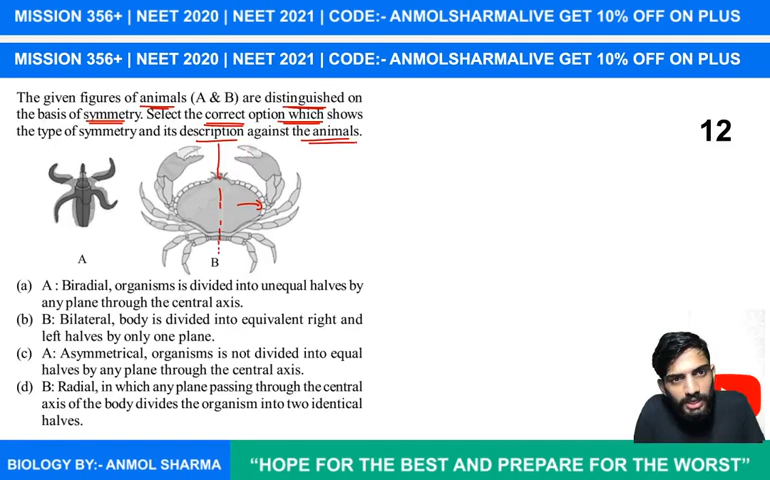 MISSION 356+ | NEET 2020 | NEET 2021 | CODE:- ANMOLSHARMALIVE GET 10% OFF ON PLUS
MISSION 356+ | NEET 2020 | NEET 2021 | CODE:- ANMOLSHARMALIVE GET 10% OFF ON PLUS
The given figures of animals (A & B) are distinguished on
the basis of symmetry. Select the correct option which shows
the type of symmetry and its description against the animals.
12
A
B
(a) A : Biradial, organisms is divided into unequal halves by
any plane through the central axis.
(b) B: Bilateral, body is divided into equivalent right and
left halves by only one plane.
(c) A: Asymmetrical, organisms is not divided into equal
halves by any plane through the central axis.
(d) B: Radial, in which any plane passing through the central
axis of the body divides the organism into two identical
halves.
BIOLOGY BY:- ANMOL SHARMA
“HOPE FOR THE BEST AND PREPARE FOR THE WORST”